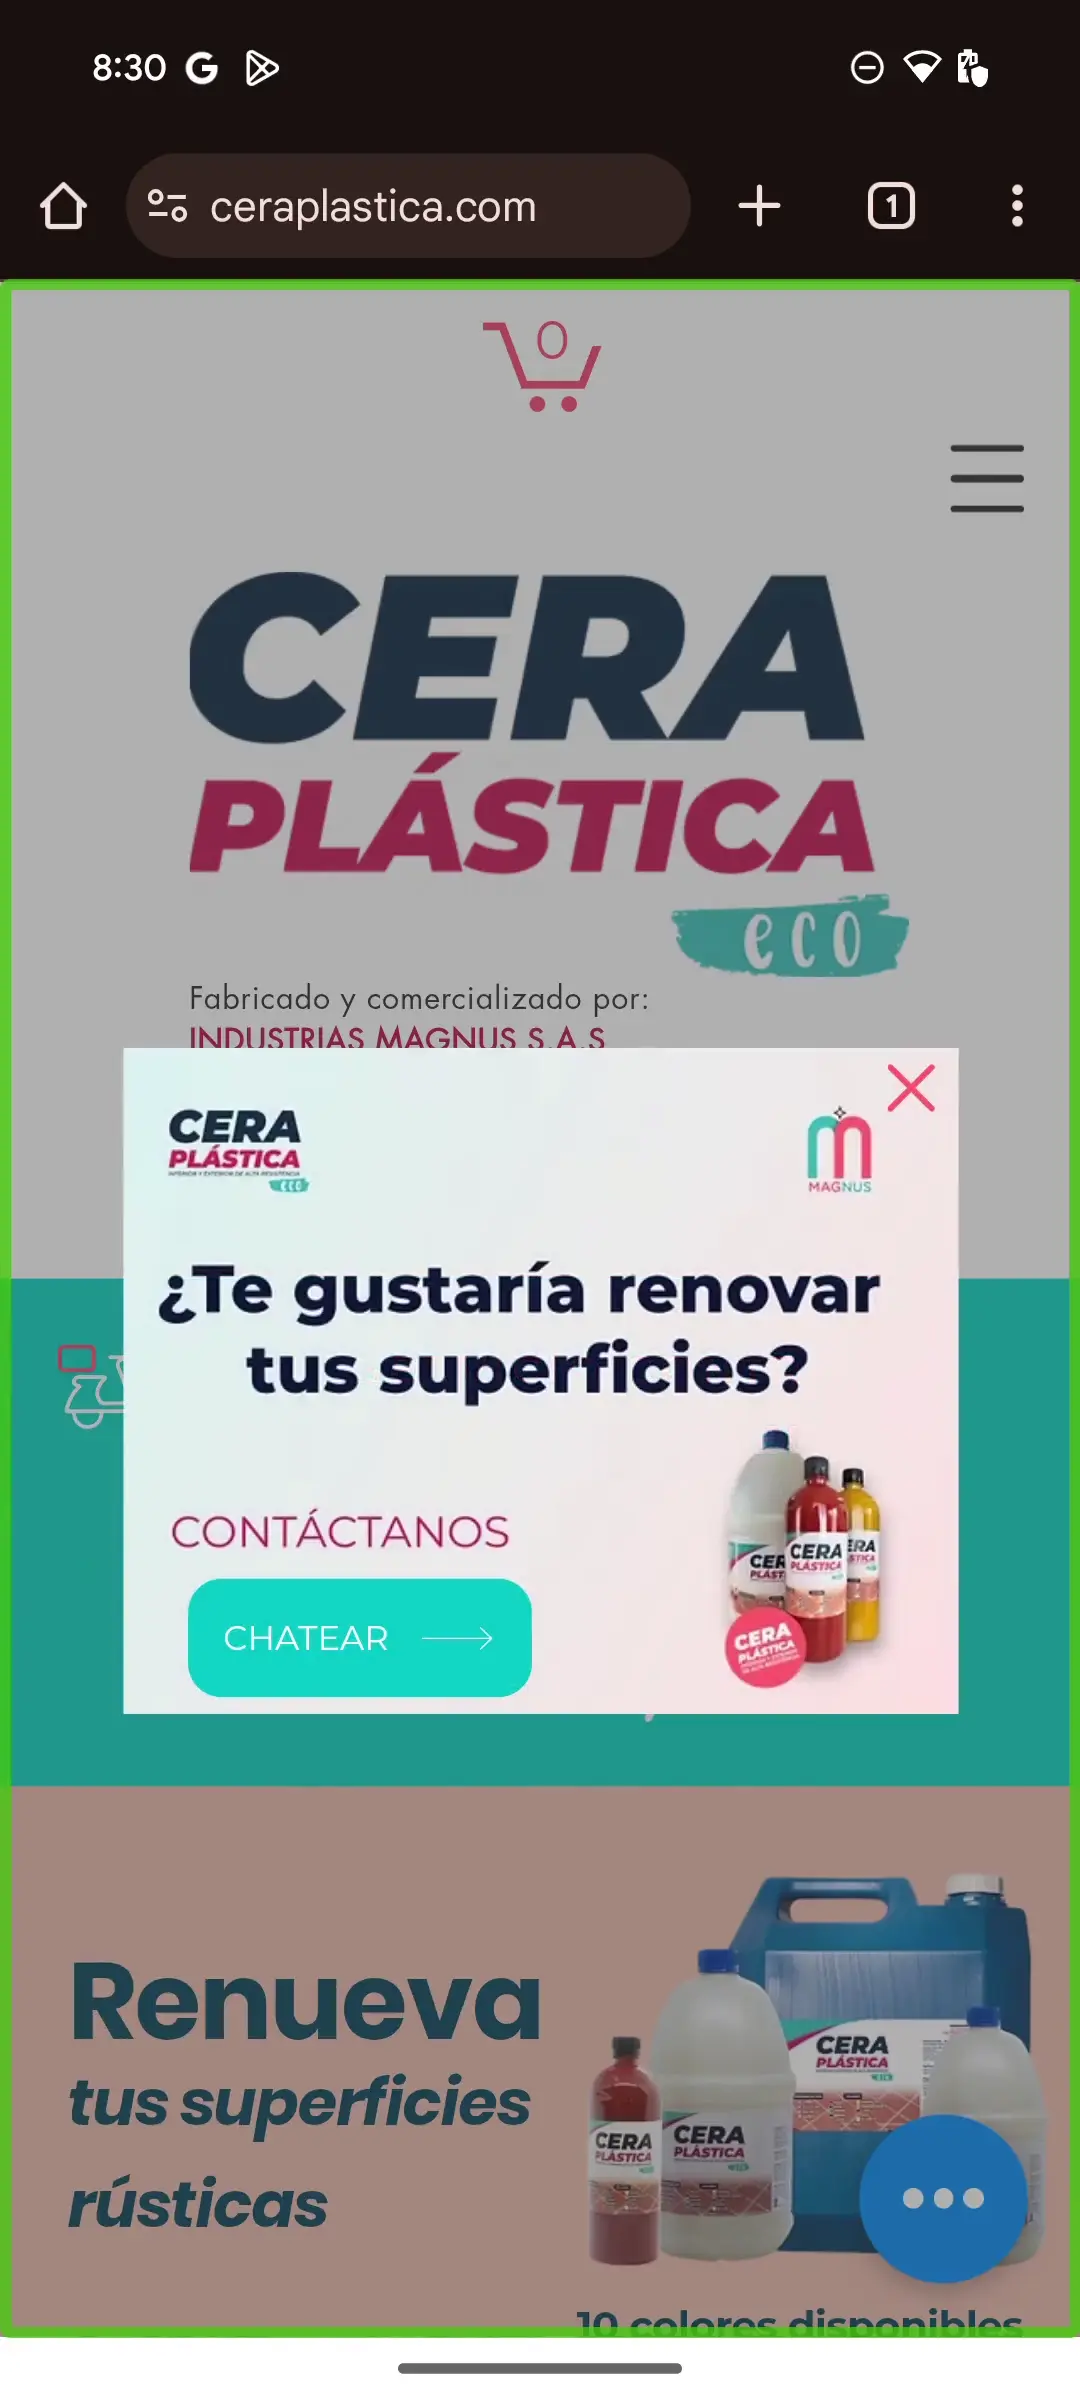 8:30
ceraplastica.com
1
0
CERA
PLÁSTICA
eco
Fabricado y comercializado por:
INDUSTRIAS MAGNUS S.A.S
CERA
PLÁSTICA
eco
MAGNUS
¿Te gustaría renovar
tus superficies?
CONTÁCTANOS
CHATEAR
CERA
PLÁSTICA
CERA
PLÁSTICA
Renueva
tus superficies
rústicas
CERA
PLÁSTICA
CERA
PLÁSTICA
CERA
PLÁSTICA
10 colores disponibles